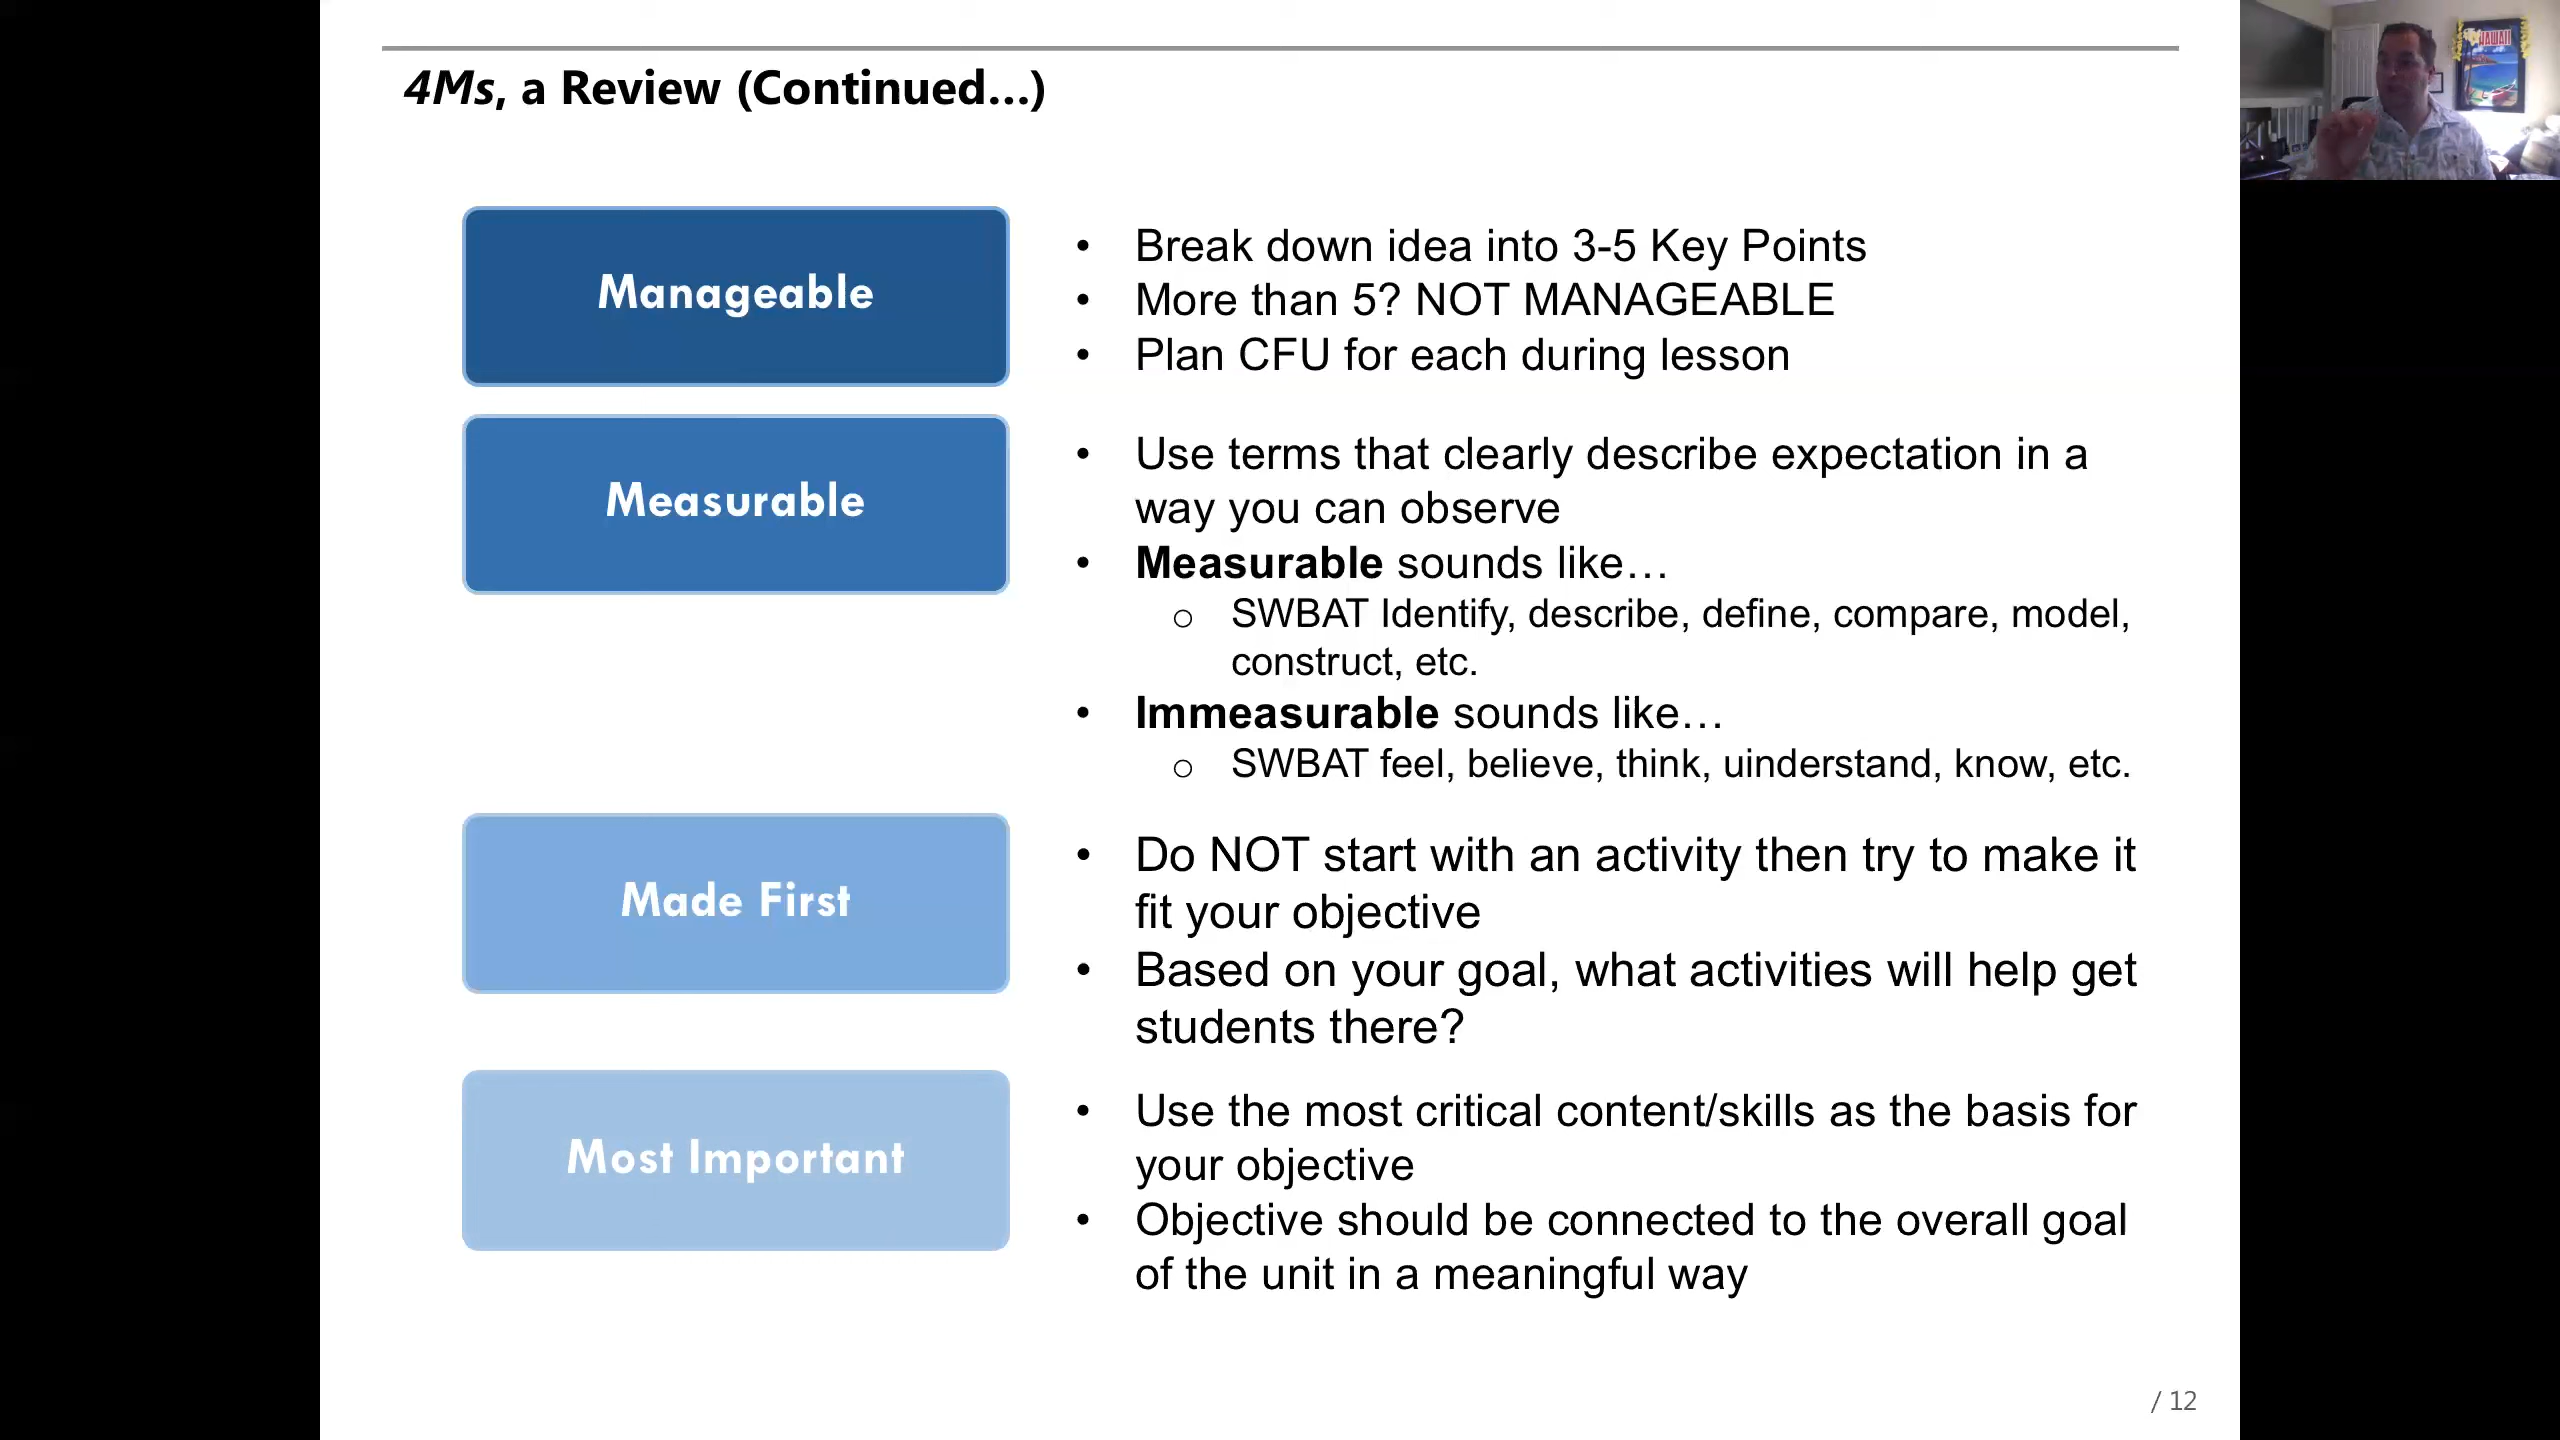 4Ms, a Review (Continued...)
HAWAII
Manageable
• Break down idea into 3-5 Key Points
• More than 5? NOT MANAGEABLE
• Plan CFU for each during lesson
Measurable
• Use terms that clearly describe expectation in a
way you can observe
• Measurable sounds like…
o SWBAT Identify, describe, define, compare, model,
construct, etc.
• Immeasurable sounds like…
o SWBAT feel, believe, think, uinderstand, know, etc.
Made First
• Do NOT start with an activity then try to make it
fit your objective
• Based on your goal, what activities will help get
students there?
Most Important
• Use the most critical content/skills as the basis for
your objective
• Objective should be connected to the overall goal
of the unit in a meaningful way
/ 12